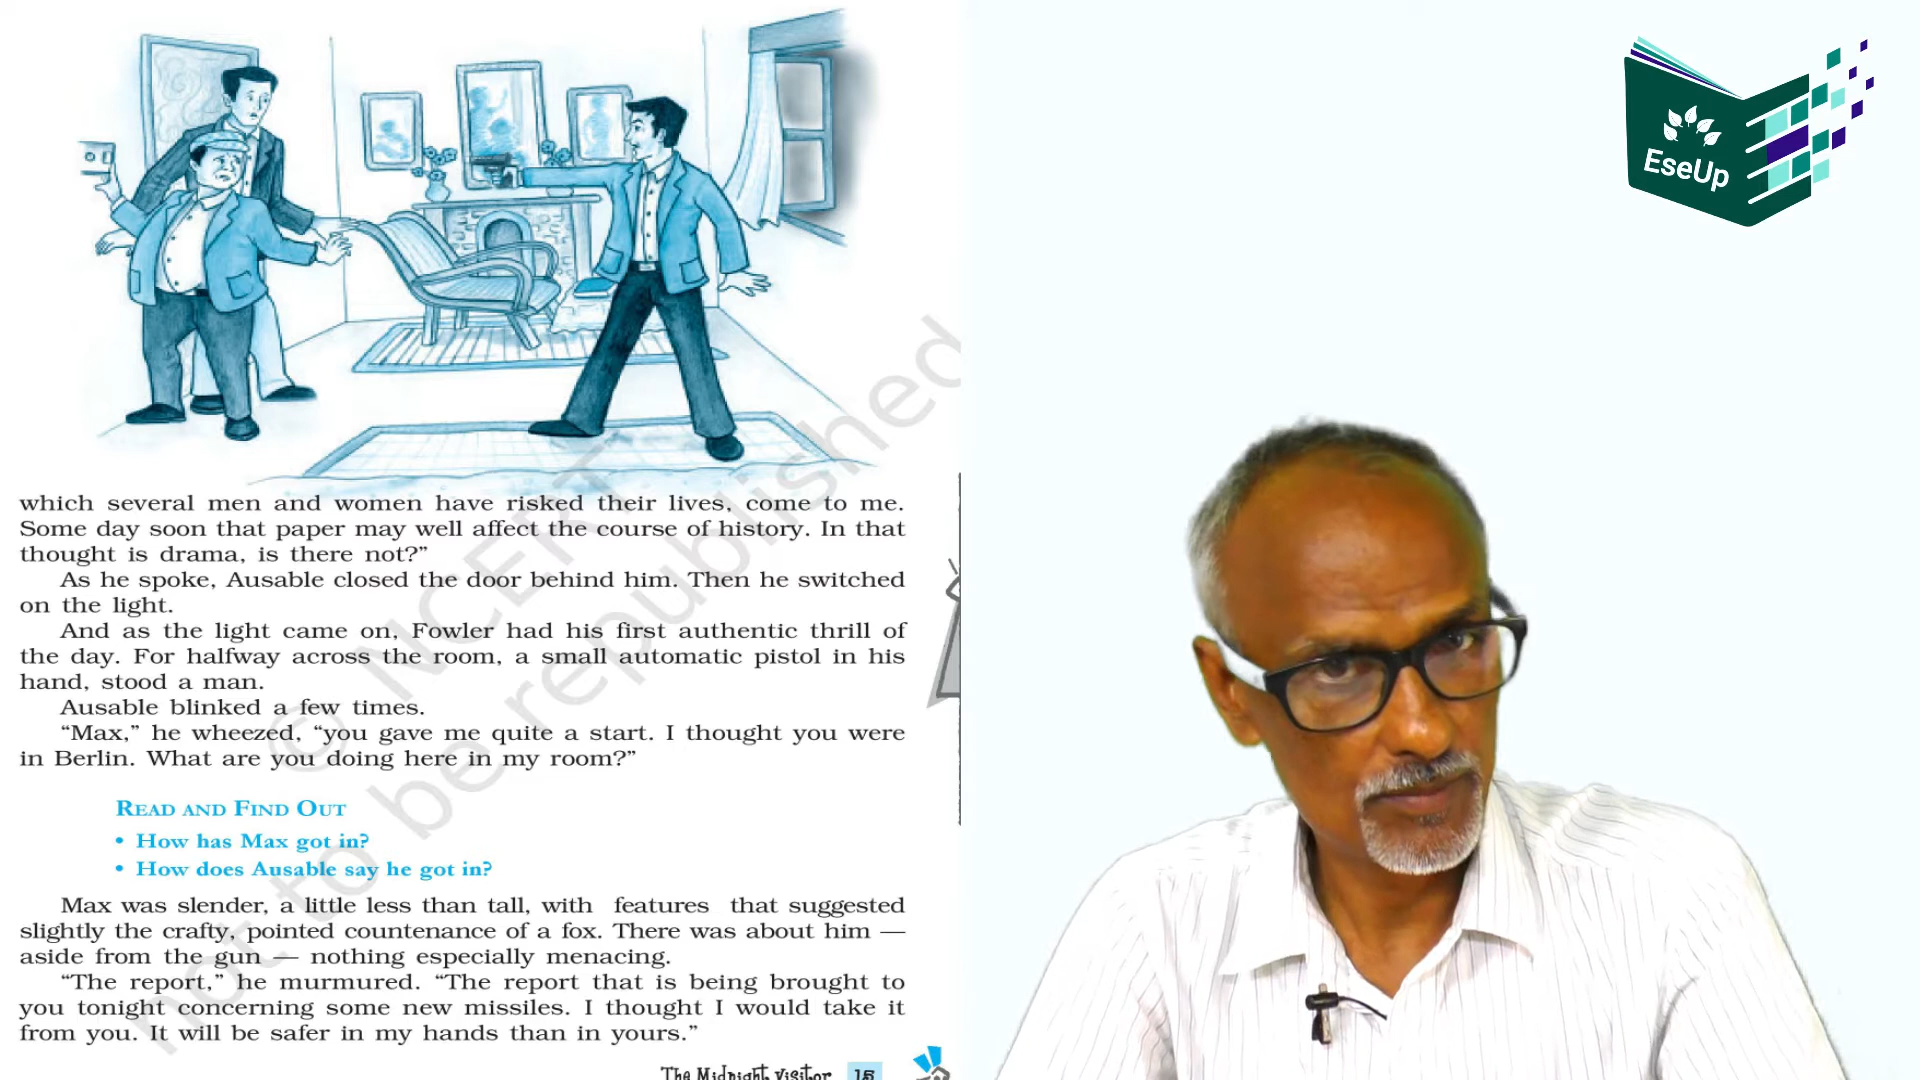 EseUp
which several men and women have risked their lives, come to me.
Some day soon that paper may well affect the course of history. In that
thought is drama, is there not?”
As he spoke, Ausable closed the door behind him. Then he switched
on the light.
And as the light came on, Fowler had his first authentic thrill of
the day. For halfway across the room, a small automatic pistol in his
hand, stood a man.
Ausable blinked a few times.
“Max,” he wheezed, “you gave me quite a start. I thought you were
in Berlin. What are you doing here in my room?”
READ AND FIND OUT
• How has Max got in?
• How does Ausable say he got in?
Max was slender, a little less than tall, with features that suggested
slightly the crafty, pointed countenance of a fox. There was about him —
aside from the gun — nothing especially menacing.
“The report,” he murmured. “The report that is being brought to
you tonight concerning some new missiles. I thought I would take it
from you. It will be safer in my hands than in yours.”
The Midnight Visitor 15
© NCERT
not to be republished